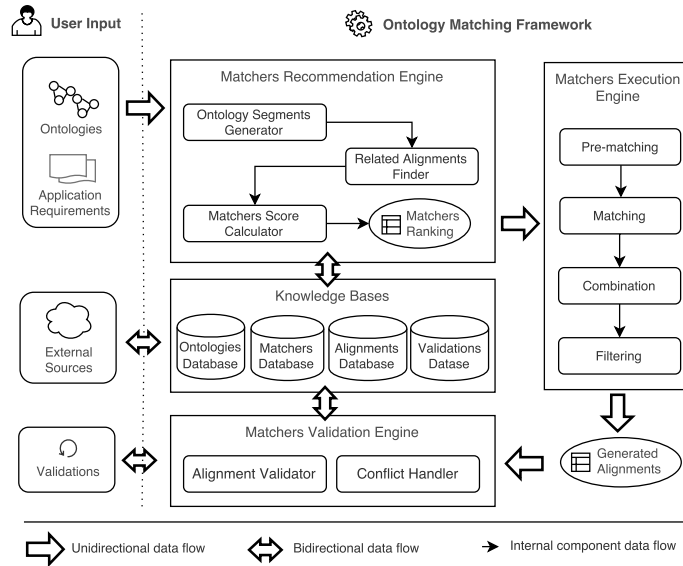 User Input
Ontology Matching Framework
Ontologies
Application
Requirements
Matchers Recommendation Engine
Ontology Segments
Generator
Related Alignments
Finder
Matchers Score
Calculator
Matchers
Ranking
Matchers Execution
Engine
Pre-matching
Matching
Combination
Filtering
External
Sources
Knowledge Bases
Ontologies
Database
Matchers
Database
Alignments
Database
Validations
Datase
Validations
Matchers Validation Engine
Alignment Validator
Conflict Handler
Generated
Alignments
Unidirectional data flow
Bidirectional data flow
Internal component data flow